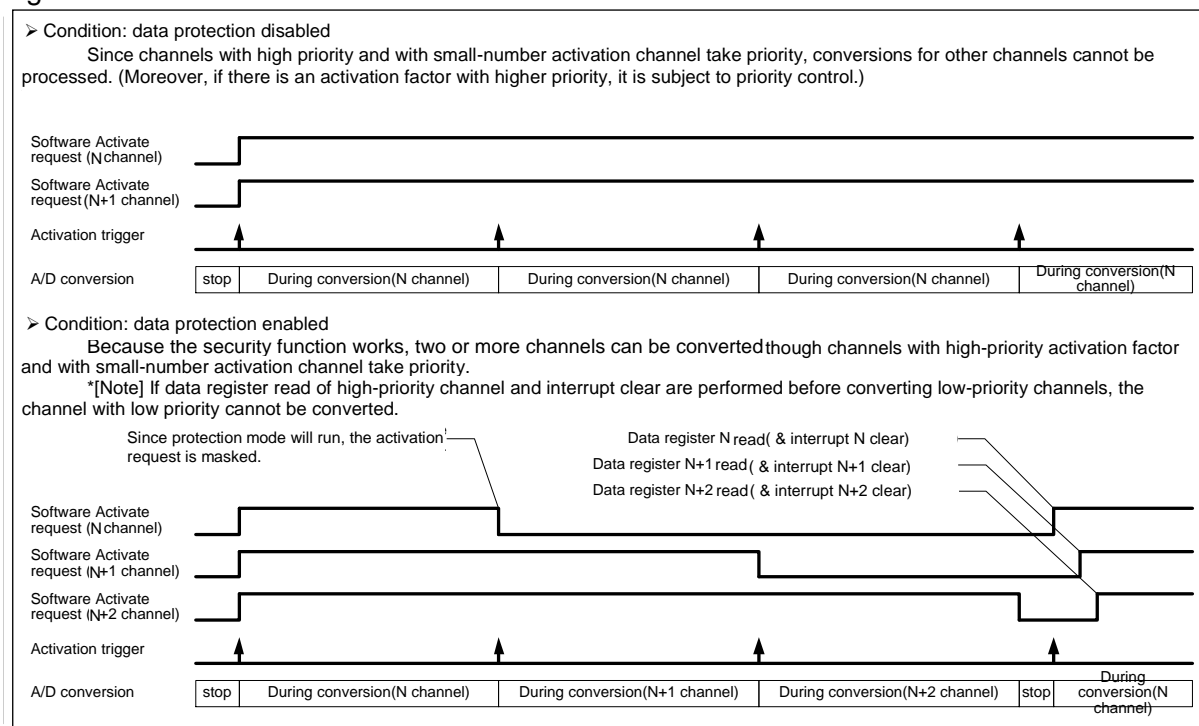 ➢ Condition: data protection disabled
Since channels with high priority and with small-number activation channel take priority, conversions for other channels cannot be
processed. (Moreover, if there is an activation factor with higher priority, it is subject to priority control.)
Software Activate
request (N channel)
Software Activate
request (N+1 channel)
Activation trigger
A/D conversion
stop
During conversion(N channel)
During conversion(N channel)
During conversion(N channel)
During conversion(N
channel)
➢ Condition: data protection enabled
Because the security function works, two or more channels can be converted though channels with high-priority activation factor
and with small-number activation channel take priority.
*[Note] If data register read of high-priority channel and interrupt clear are performed before converting low-priority channels, the
channel with low priority cannot be converted.
Since protection mode will run, the activation
request is masked.
Data register N read( & interrupt N clear)
Data register N+1 read( & interrupt N+1 clear)
Data register N+2 read( & interrupt N+2 clear)
Software Activate
request (N channel)
Software Activate
request (N+1 channel)
Software Activate
request (N+2 channel)
Activation trigger
A/D conversion
stop
During conversion(N channel)
During conversion(N+1 channel)
During conversion(N+2 channel)
stop
During
conversion(N
channel)